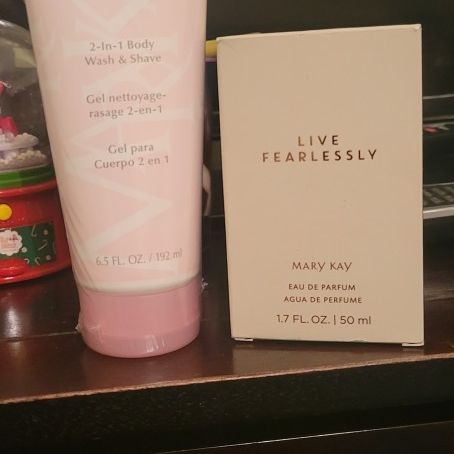 2-In-1 Body
Wash & Shave
Gel nettoyage-
rasage 2-en-1
Gel para
Cuerpo 2 en 1
6.5 FL. OZ. / 192 ml
LIVE
FEARLESSLY
MARY KAY
EAU DE PARFUM
AGUA DE PERFUME
1.7 FL. OZ. | 50 ml